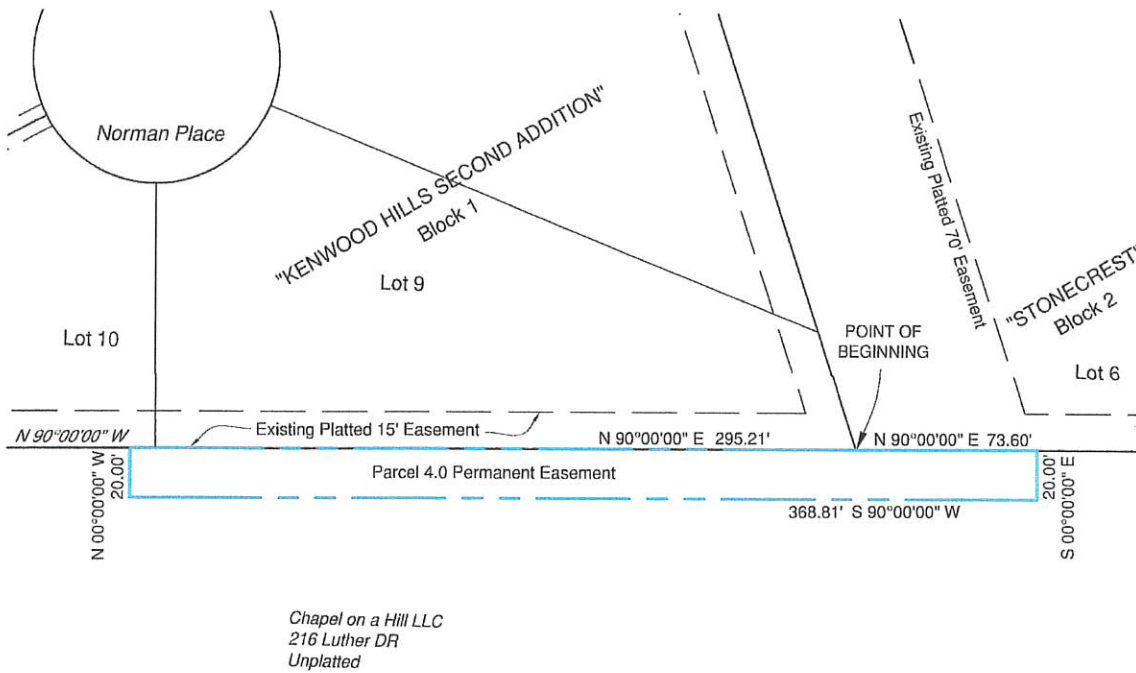 Norman Place
"KENWOOD HILLS SECOND ADDITION"
Block 1
Existing Platted 70' Easement
"STONECREST"
Block 2
Lot 9
Lot 10
POINT OF
BEGINNING
Lot 6
N 90°00'00" W
Existing Platted 15' Easement
N 90°00'00" E 295.21'
N 90°00'00" E 73.60'
N 00°00'00" W
20.00'
Parcel 4.0 Permanent Easement
20.00'
S 00°00'00" E
368.81' S 90°00'00" W
Chapel on a Hill LLC
216 Luther DR
Unplatted